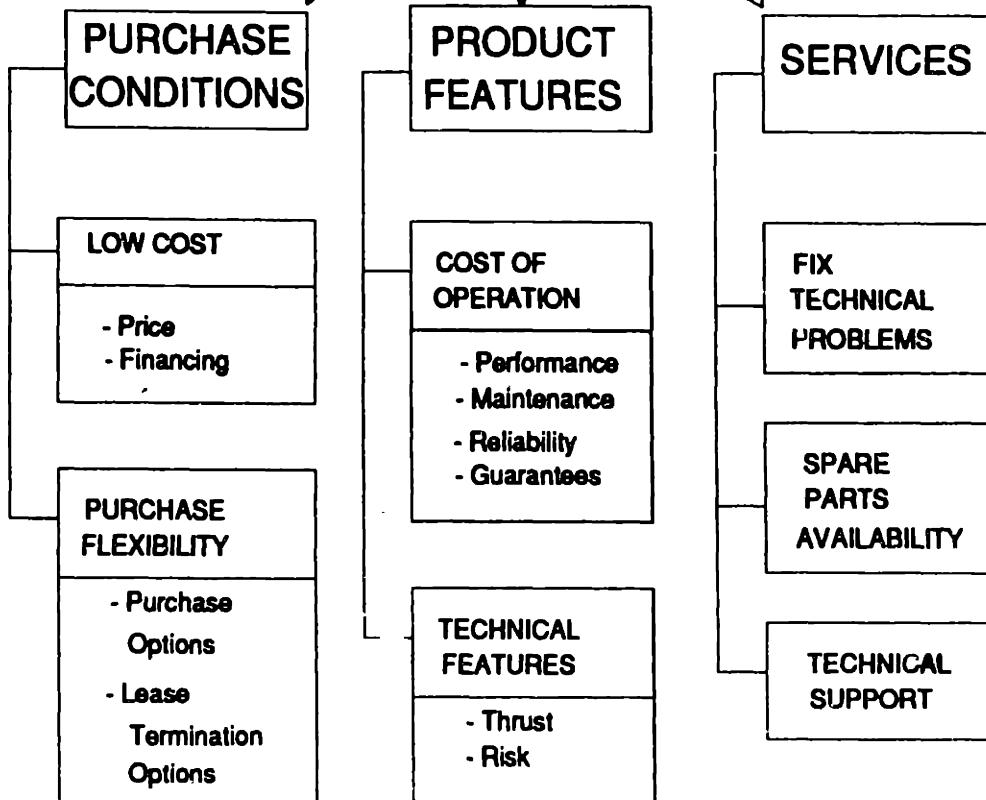 PURCHASE
CONDITIONS
LOW COST
- Price
- Financing
PURCHASE
FLEXIBILITY
- Purchase
Options
- Lease
Termination
Options
PRODUCT
FEATURES
COST OF
OPERATION
- Performance
- Maintenance
- Reliability
- Guarantees
TECHNICAL
FEATURES
- Thrust
- Risk
SERVICES
FIX
TECHNICAL
PROBLEMS
SPARE
PARTS
AVAILABILITY
TECHNICAL
SUPPORT